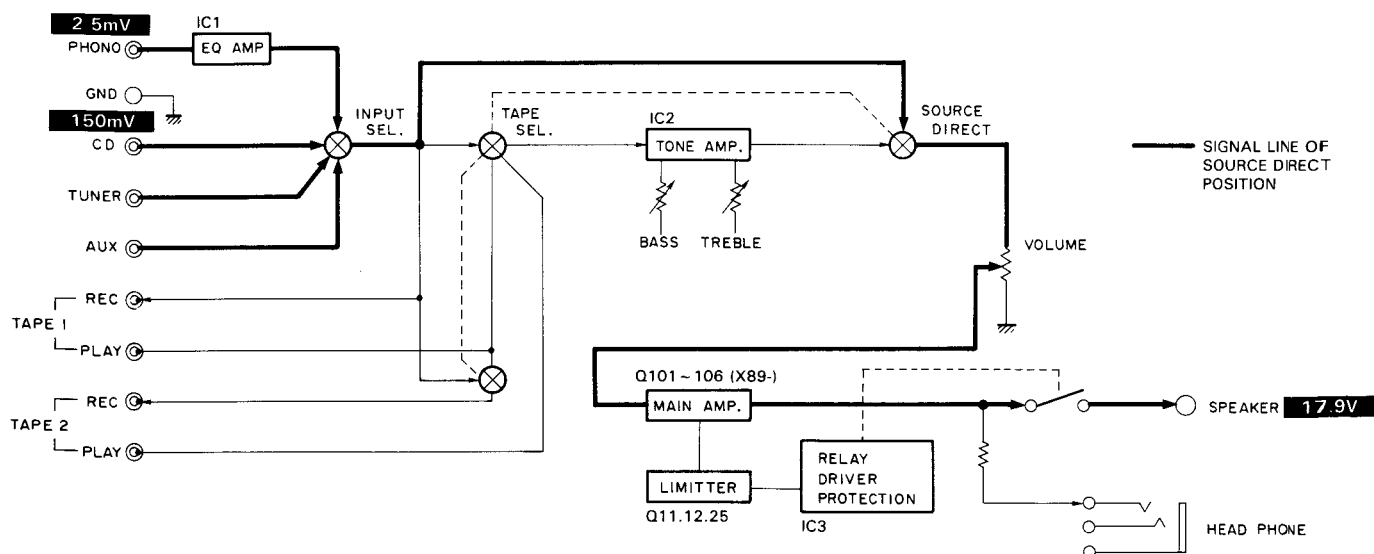 2 5mV
PHONO
IC1
EQ AMP
GND
150mV
CD
TUNER
AUX
INPUT
SEL.
TAPE
SEL.
IC2
TONE AMP.
BASS
TREBLE
SOURCE
DIRECT
SIGNAL LINE OF
SOURCE DIRECT
POSITION
VOLUME
TAPE 1
REC
PLAY
TAPE 2
REC
PLAY
Q101~106 (X89-)
MAIN AMP.
LIMITTER
Q11.12.25
RELAY
DRIVER
PROTECTION
IC3
SPEAKER
17.9V
HEAD PHONE